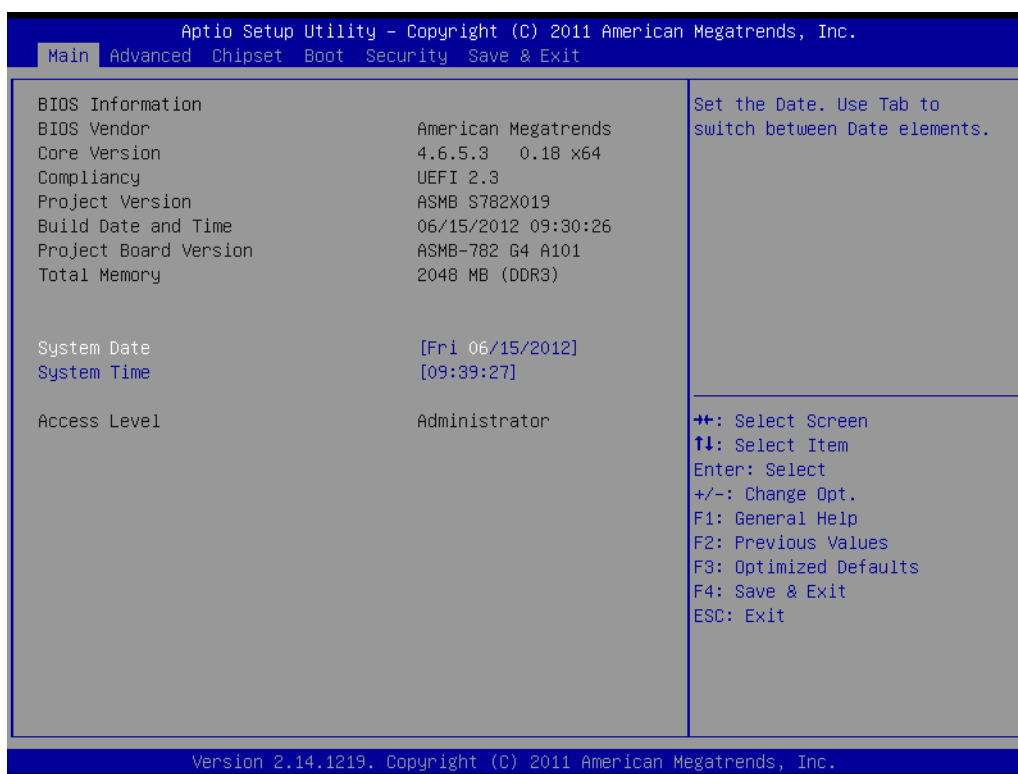 Aptio Setup Utility – Copyright (C) 2011 American Megatrends, Inc.
Main Advanced Chipset Boot Security Save & Exit
BIOS Information
BIOS Vendor American Megatrends
Core Version 4.6.5.3 0.18 x64
Compliancy UEFI 2.3
Project Version ASMB S782X019
Build Date and Time 06/15/2012 09:30:26
Project Board Version ASMB-782 G4 A101
Total Memory 2048 MB (DDR3)
System Date [Fri 06/15/2012]
System Time [09:39:27]
Access Level Administrator
Set the Date. Use Tab to
switch between Date elements.
→←: Select Screen
↑↓: Select Item
Enter: Select
+/-: Change Opt.
F1: General Help
F2: Previous Values
F3: Optimized Defaults
F4: Save & Exit
ESC: Exit
Version 2.14.1219. Copyright (C) 2011 American Megatrends, Inc.